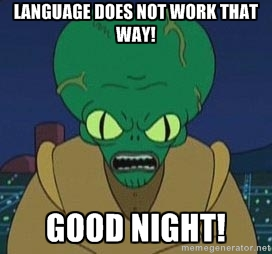 LANGUAGE DOES NOT WORK THAT
WAY!
GOOD NIGHT!
memegenerator.net